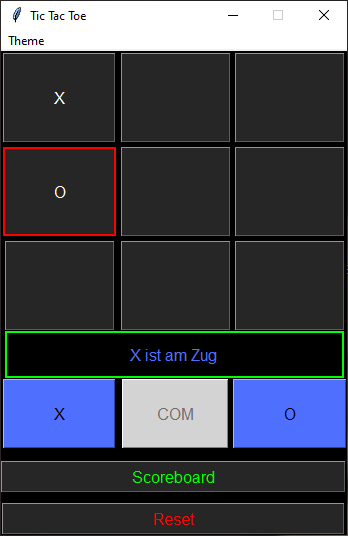 Tic Tac Toe
Theme
X
O
X ist am Zug
X COM O
Scoreboard
Reset